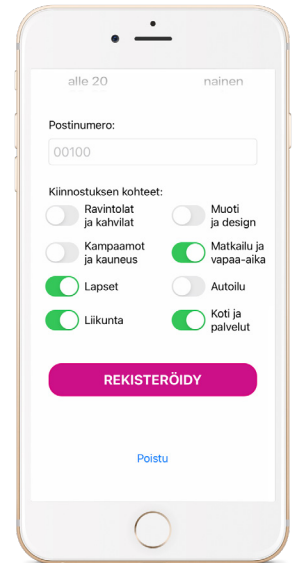 alle 20 nainen
Postinumero:
00100
Kiinnostuksen kohteet:
Ravintolat
ja kahvilat
Muoti
ja design
Kampaamot
ja kauneus
Matkailu ja
vapaa-aika
Lapset
Autoilu
Liikunta
Koti ja
palvelut
REKISTERÖIDY
Poistu